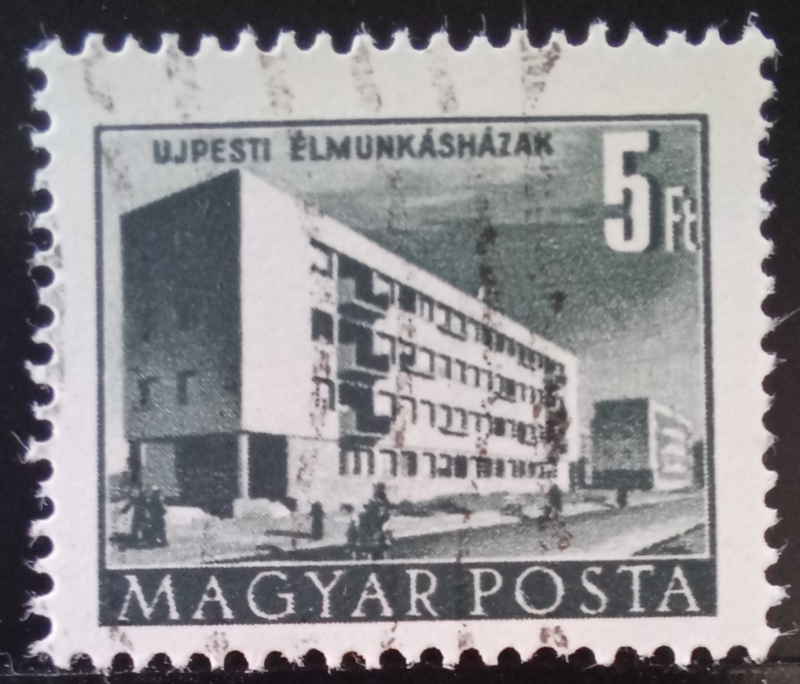 UJPESTI ÉLMUNKÁSHÁZAK
5 Ft
MAGYAR POSTA